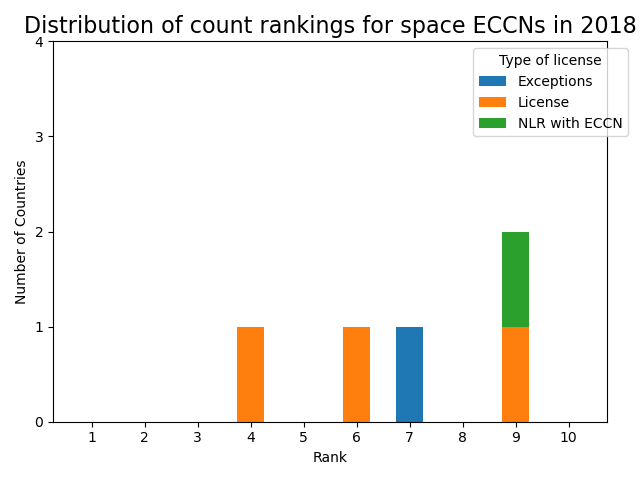 Distribution of count rankings for space ECCNs in 2018
Type of license
Exceptions
License
NLR with ECCN
Number of Countries
4
3
2
1
0
1 2 3 4 5 6 7 8 9 10
Rank